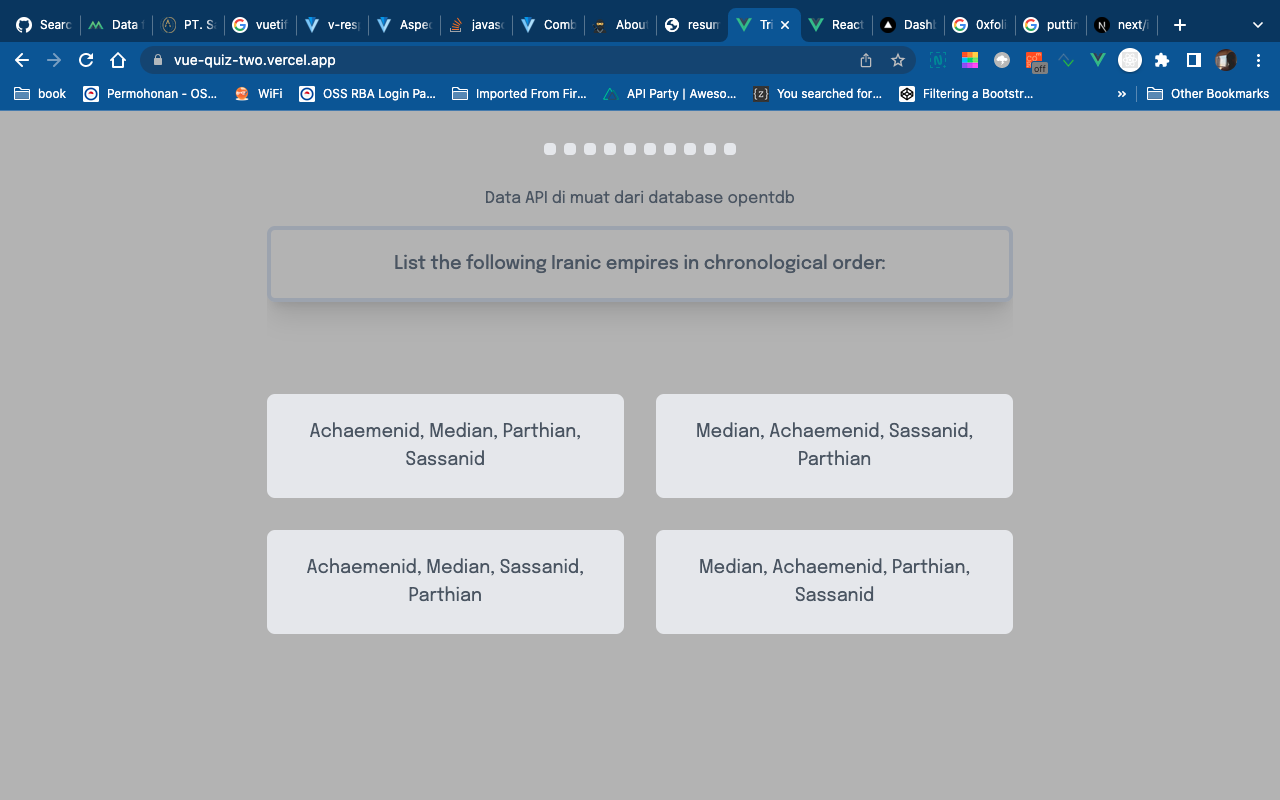 Searc
Data
PT. S
vuetif
v-res
Aspec
javas
Comb
About
resum
Tri
React
Dash
0xfoli
puttin
next/i
vue-quiz-two.vercel.app
off
book
Permohonan - OS...
WiFi
OSS RBA Login Pa...
Imported From Fir...
API Party | Aweso...
You searched for...
Filtering a Bootstr...
»
Other Bookmarks
Data API di muat dari database opentdb
List the following Iranic empires in chronological order:
Achaemenid, Median, Parthian,
Sassanid
Median, Achaemenid, Sassanid,
Parthian
Achaemenid, Median, Sassanid,
Parthian
Median, Achaemenid, Parthian,
Sassanid